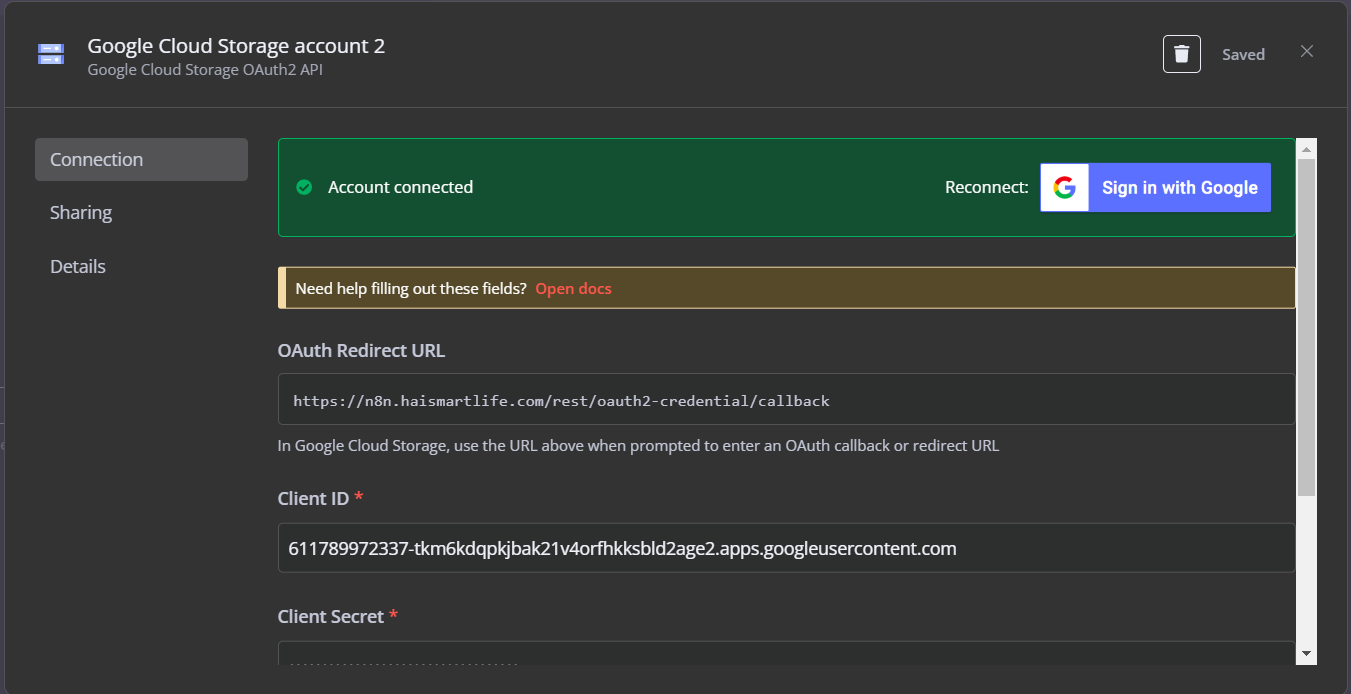 Google Cloud Storage account 2
Google Cloud Storage OAuth2 API
Saved
Connection
Sharing
Details
Account connected
Reconnect:
Sign in with Google
Need help filling out these fields? Open docs
OAuth Redirect URL
https://n8n.haismartlife.com/rest/oauth2-credential/callback
In Google Cloud Storage, use the URL above when prompted to enter an OAuth callback or redirect URL
Client ID *
611789972337-tkm6kdqpkjbak21v4orfhkksbld2age2.apps.googleusercontent.com
Client Secret *